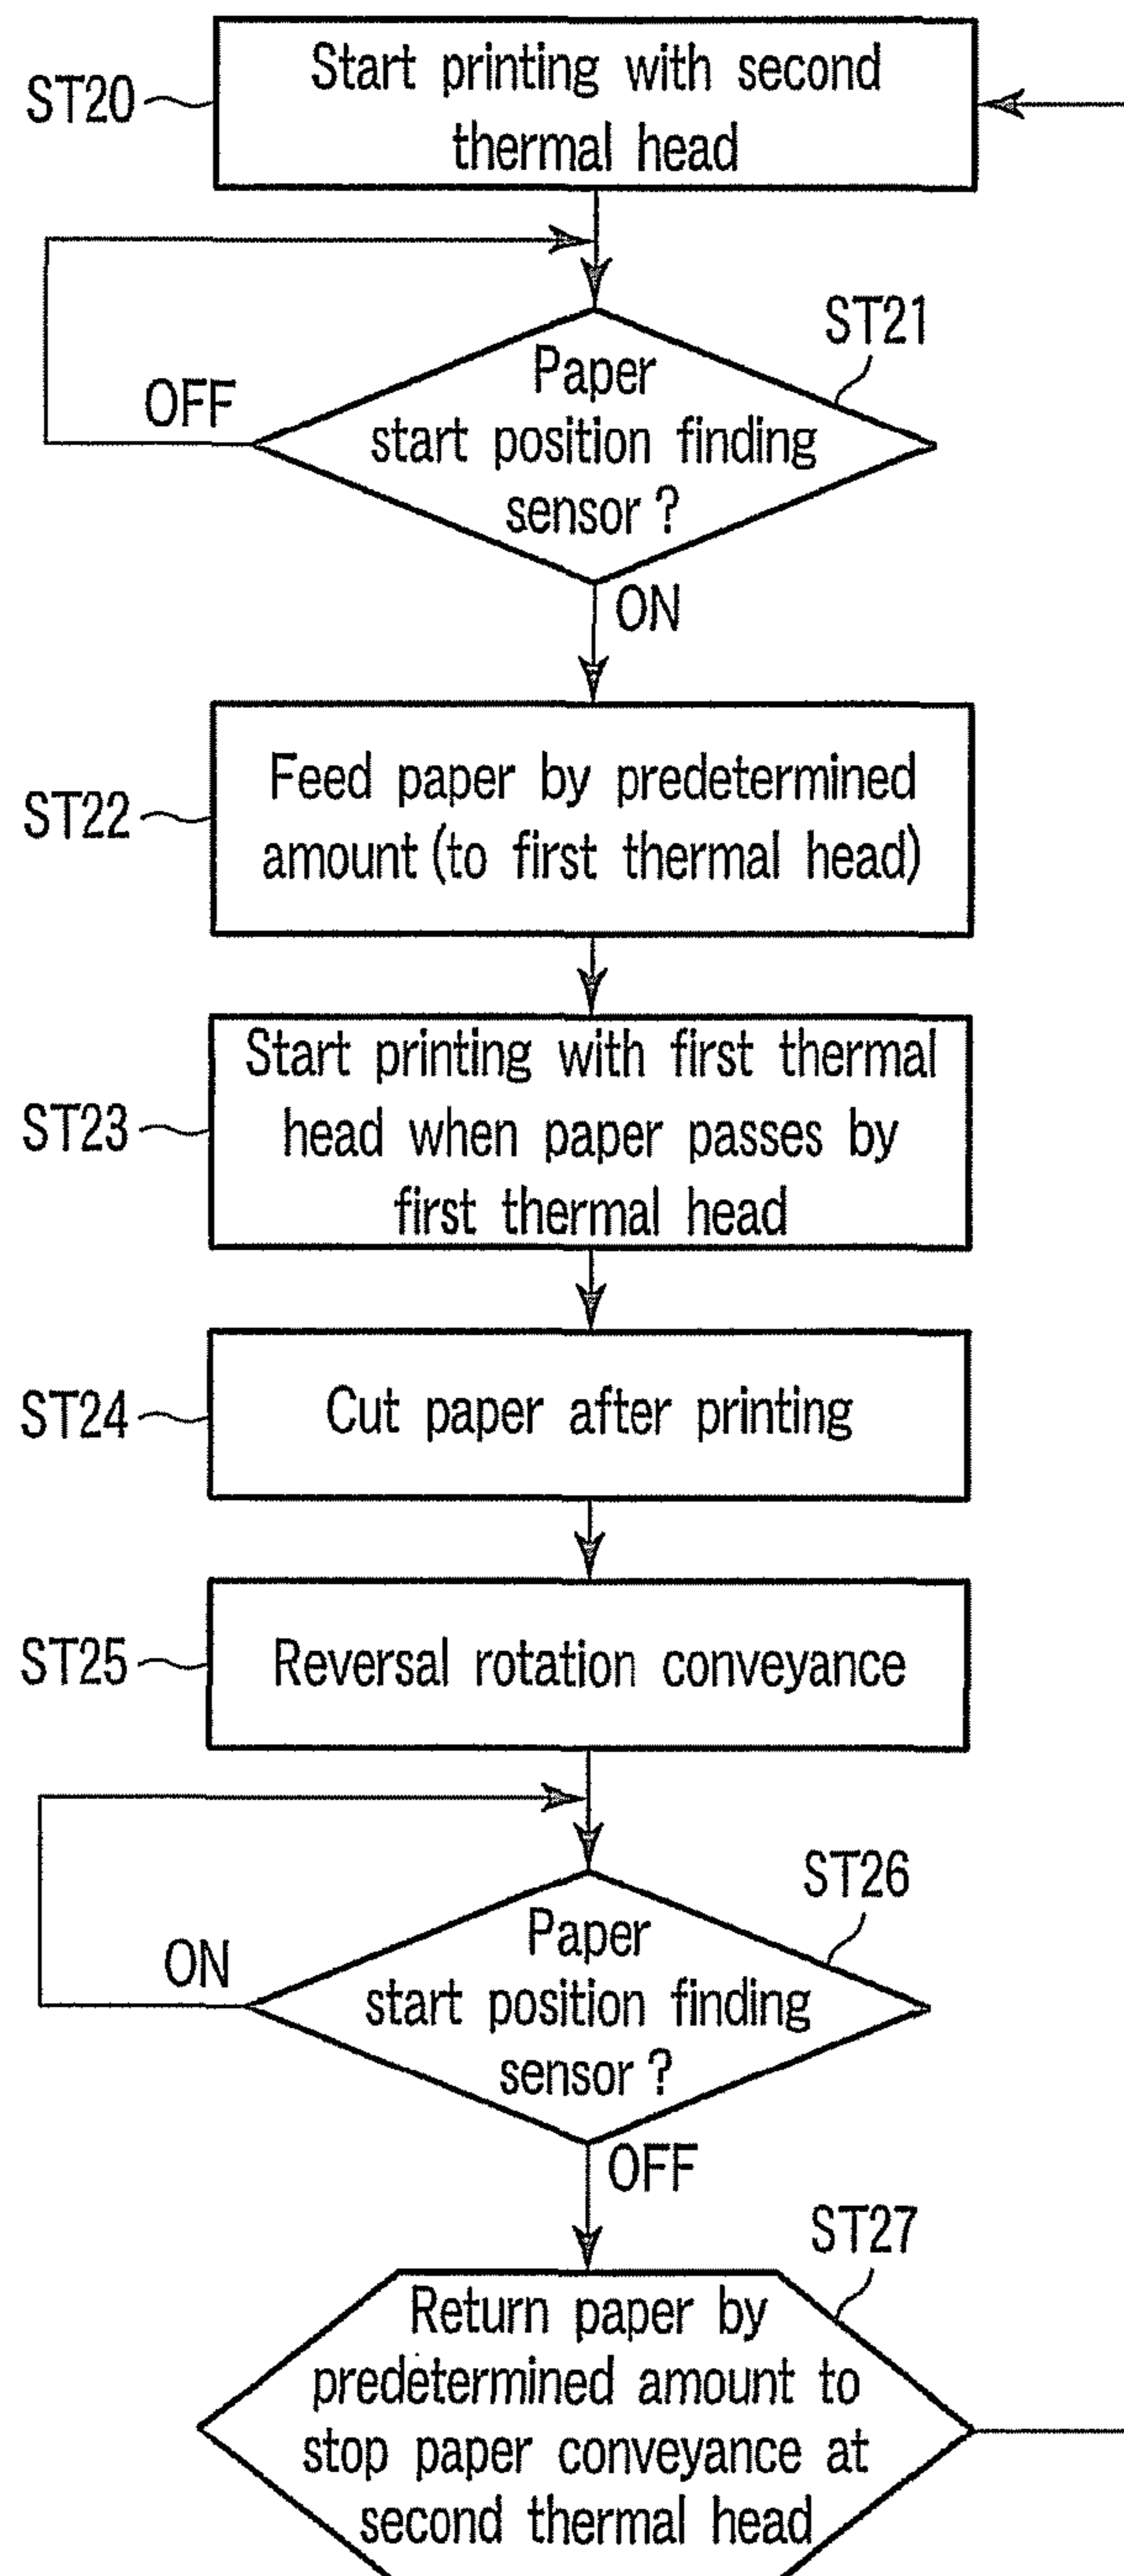 ST20
Start printing with second
thermal head
ST21
Paper
start position finding
sensor ?
OFF
ON
ST22
Feed paper by predetermined
amount (to first thermal head)
ST23
Start printing with first thermal
head when paper passes by
first thermal head
ST24
Cut paper after printing
ST25
Reversal rotation conveyance
ST26
Paper
start position finding
sensor ?
ON
OFF
ST27
Return paper by
predetermined amount to
stop paper conveyance at
second thermal head